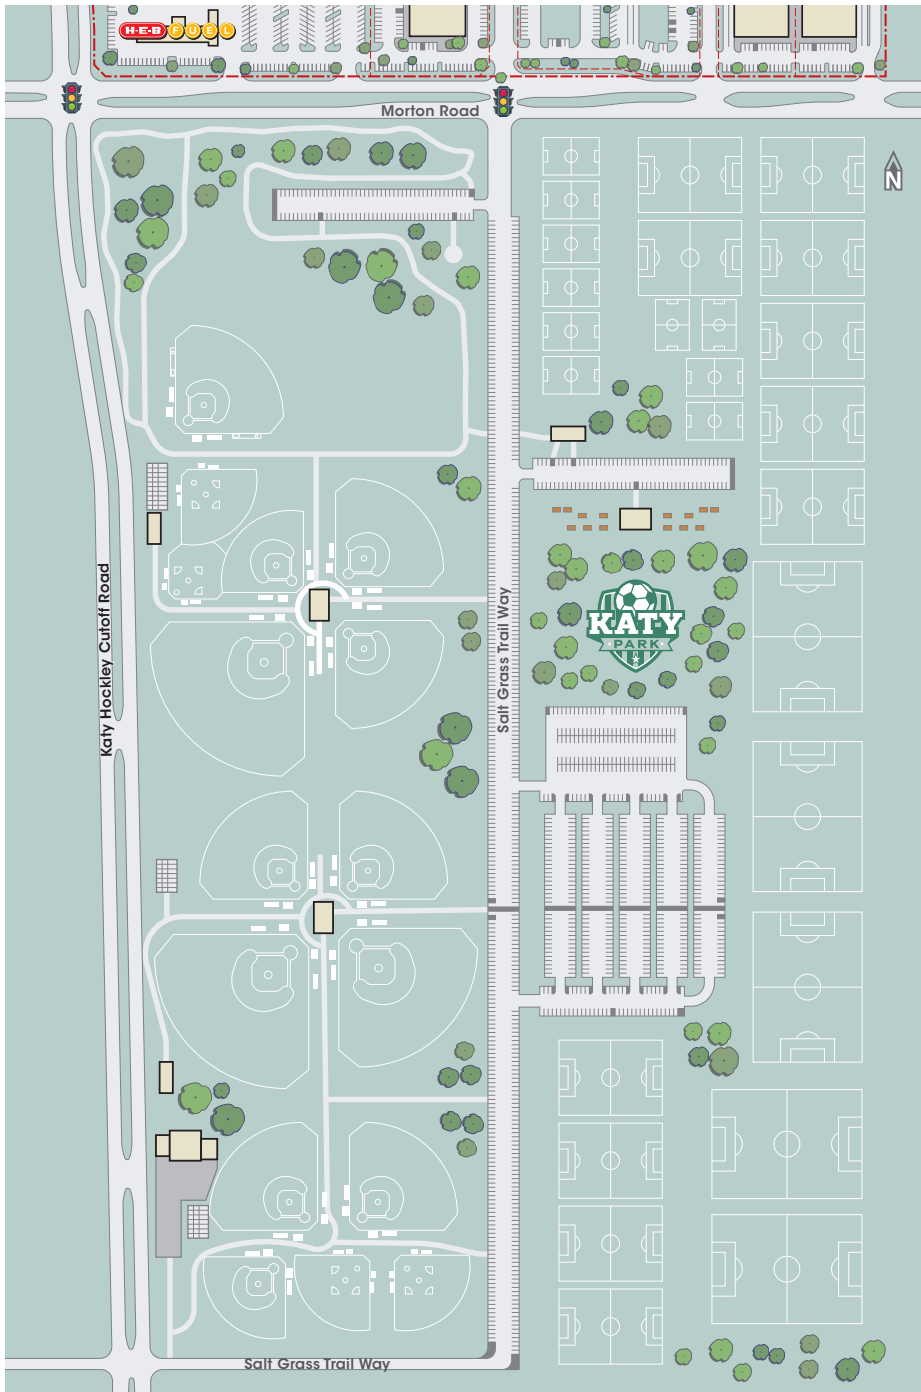 H-E-B FUEL
Morton Road
N
Katy Hockley Cutoff Road
Salt Grass Trail Way
KATY
PARK
N
Salt Grass Trail Way